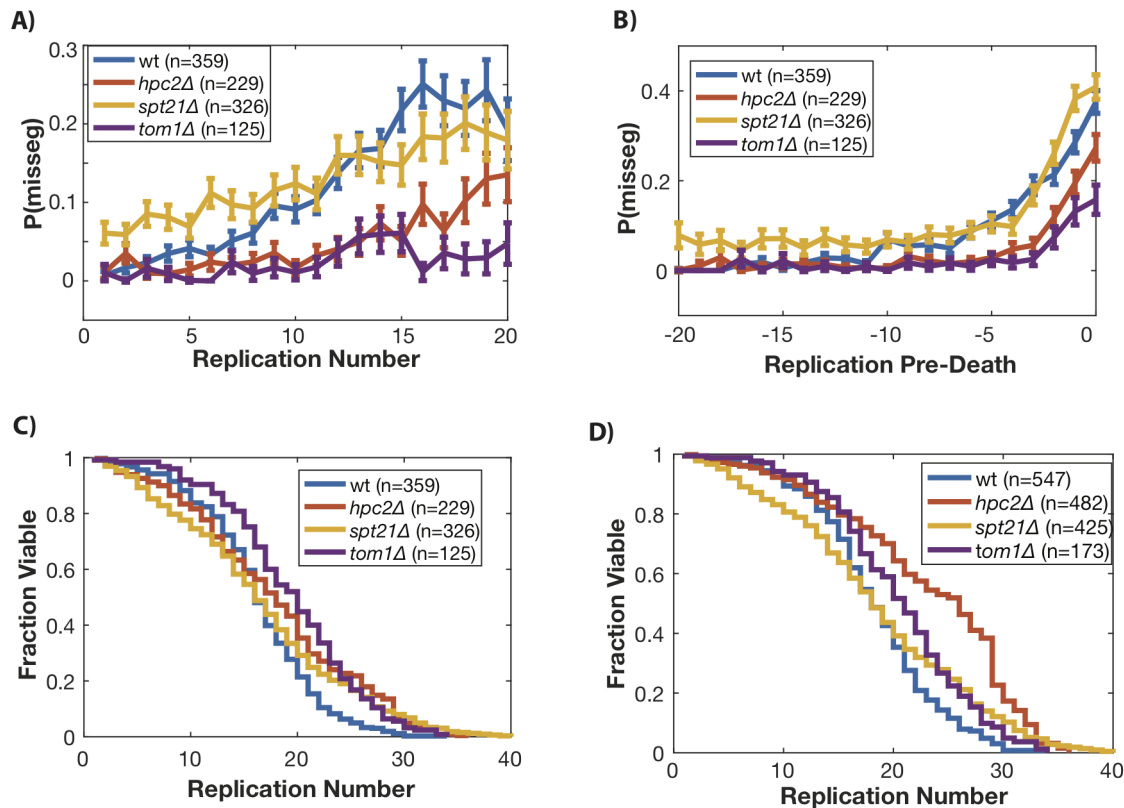 A)
0.3
0.2
0.1
0
P(misseg)
wt (n=359)
hpc2Δ (n=229)
spt21Δ (n=326)
tom1Δ (n=125)
0
5
10
15
20
Replication Number
B)
0.4
0.2
0
P(misseg)
wt (n=359)
hpc2Δ (n=229)
spt21Δ (n=326)
tom1Δ (n=125)
-20
-15
-10
-5
0
Replication Pre-Death
C)
1
0.8
0.6
0.4
0.2
0
Fraction Viable
wt (n=359)
hpc2Δ (n=229)
spt21Δ (n=326)
tom1Δ (n=125)
0
10
20
30
40
Replication Number
D)
1
0.8
0.6
0.4
0.2
0
Fraction Viable
wt (n=547)
hpc2Δ (n=482)
spt21Δ (n=425)
tom1Δ (n=173)
0
10
20
30
40
Replication Number